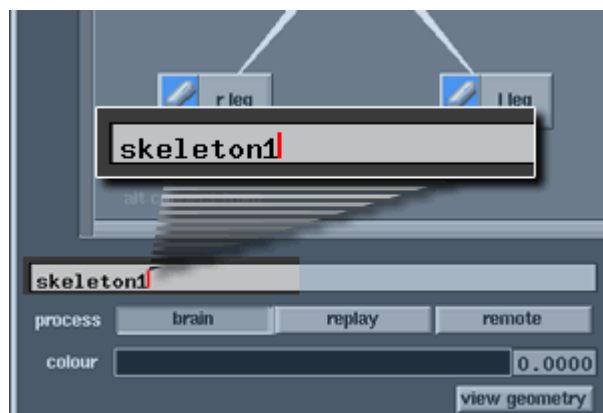 r leg l leg
skeleton1
skeleton1
process brain replay remote
colour 0.0000
view geometry